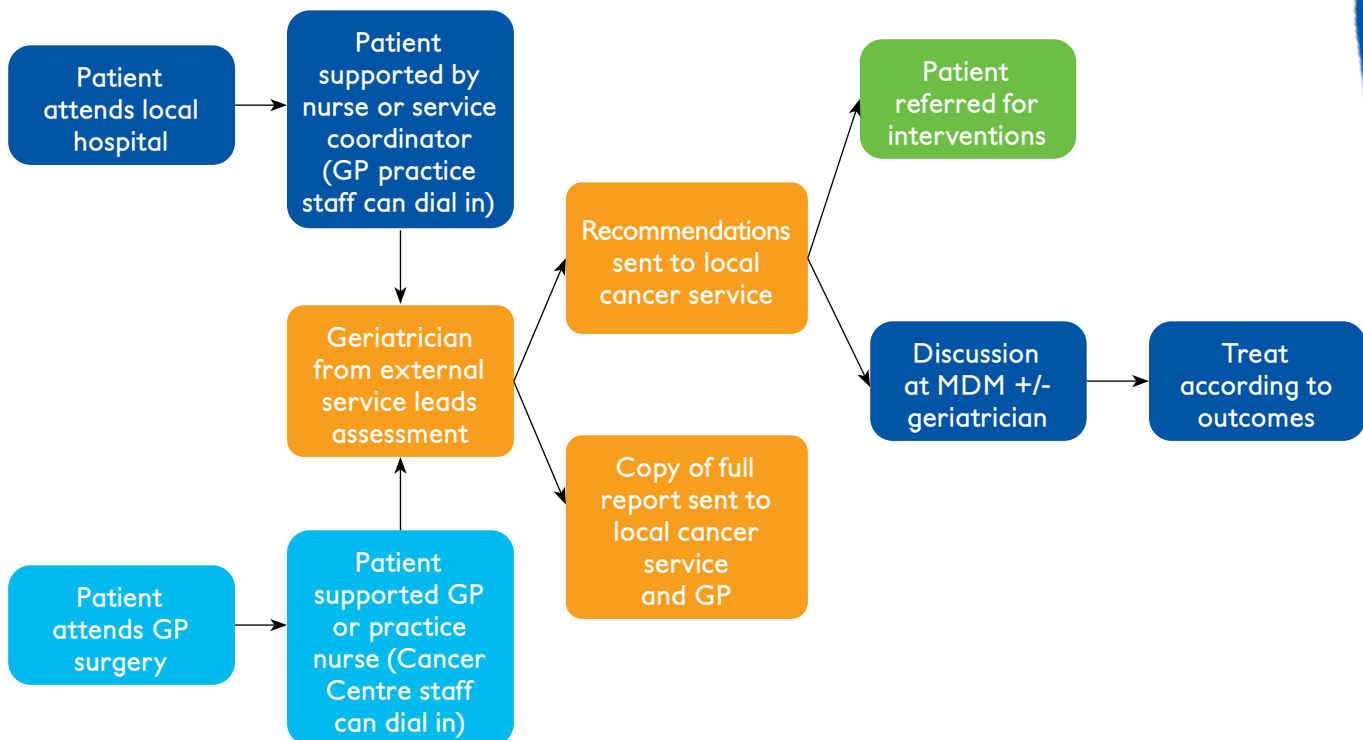 Patient
attends local
hospital
Patient
supported by
nurse or service
coordinator
(GP practice
staff can dial in)
Patient
referred for
interventions
Recommendations
sent to local
cancer service
Geriatrician
from external
service leads
assessment
Discussion
at MDM +/-
geriatrician
Treat
according to
outcomes
Copy of full
report sent to
local cancer
service
and GP
Patient
attends GP
surgery
Patient
supported GP
or practice
nurse (Cancer
Centre staff
can dial in)